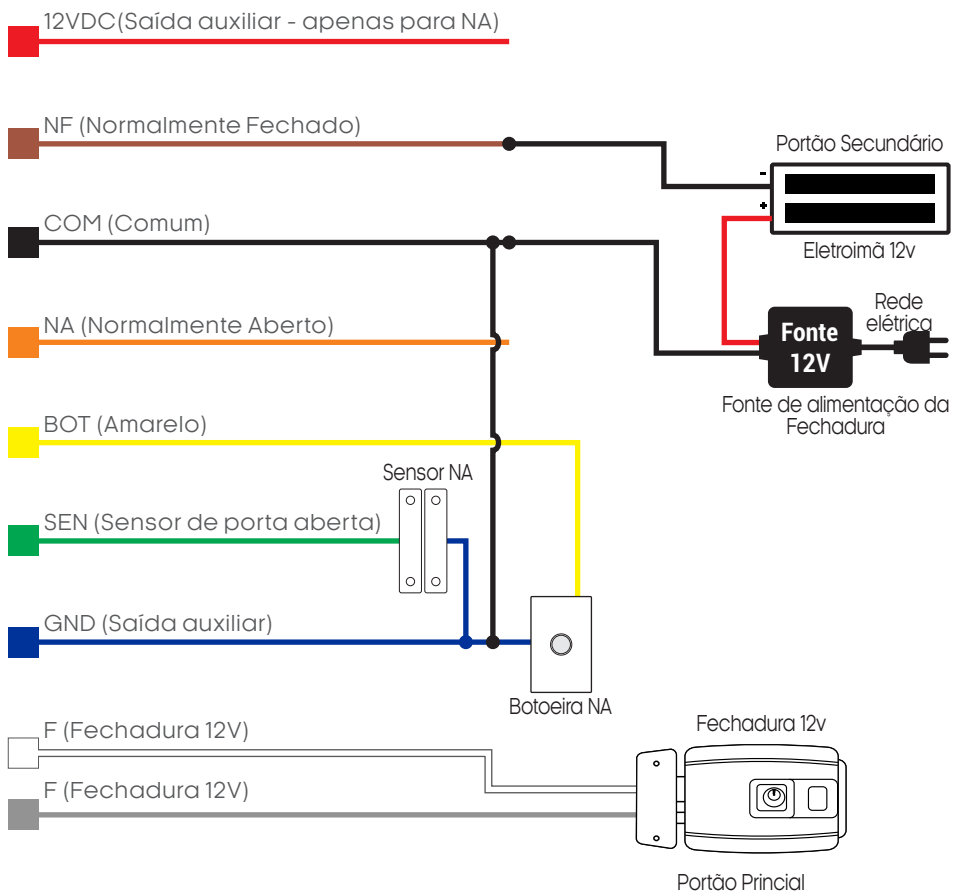 12VDC(Saída auxiliar - apenas para NA)
NF (Normalmente Fechado)
Portão Secundário
-
+
COM (Comum)
Eletroimã 12v
Rede
elétrica
NA (Normalmente Aberto)
Fonte
12V
Fonte de alimentação da
Fechadura
BOT (Amarelo)
Sensor NA
SEN (Sensor de porta aberta)
GND (Saída auxiliar)
Botoeira NA
F (Fechadura 12V)
Fechadura 12v
F (Fechadura 12V)
Portão Princial